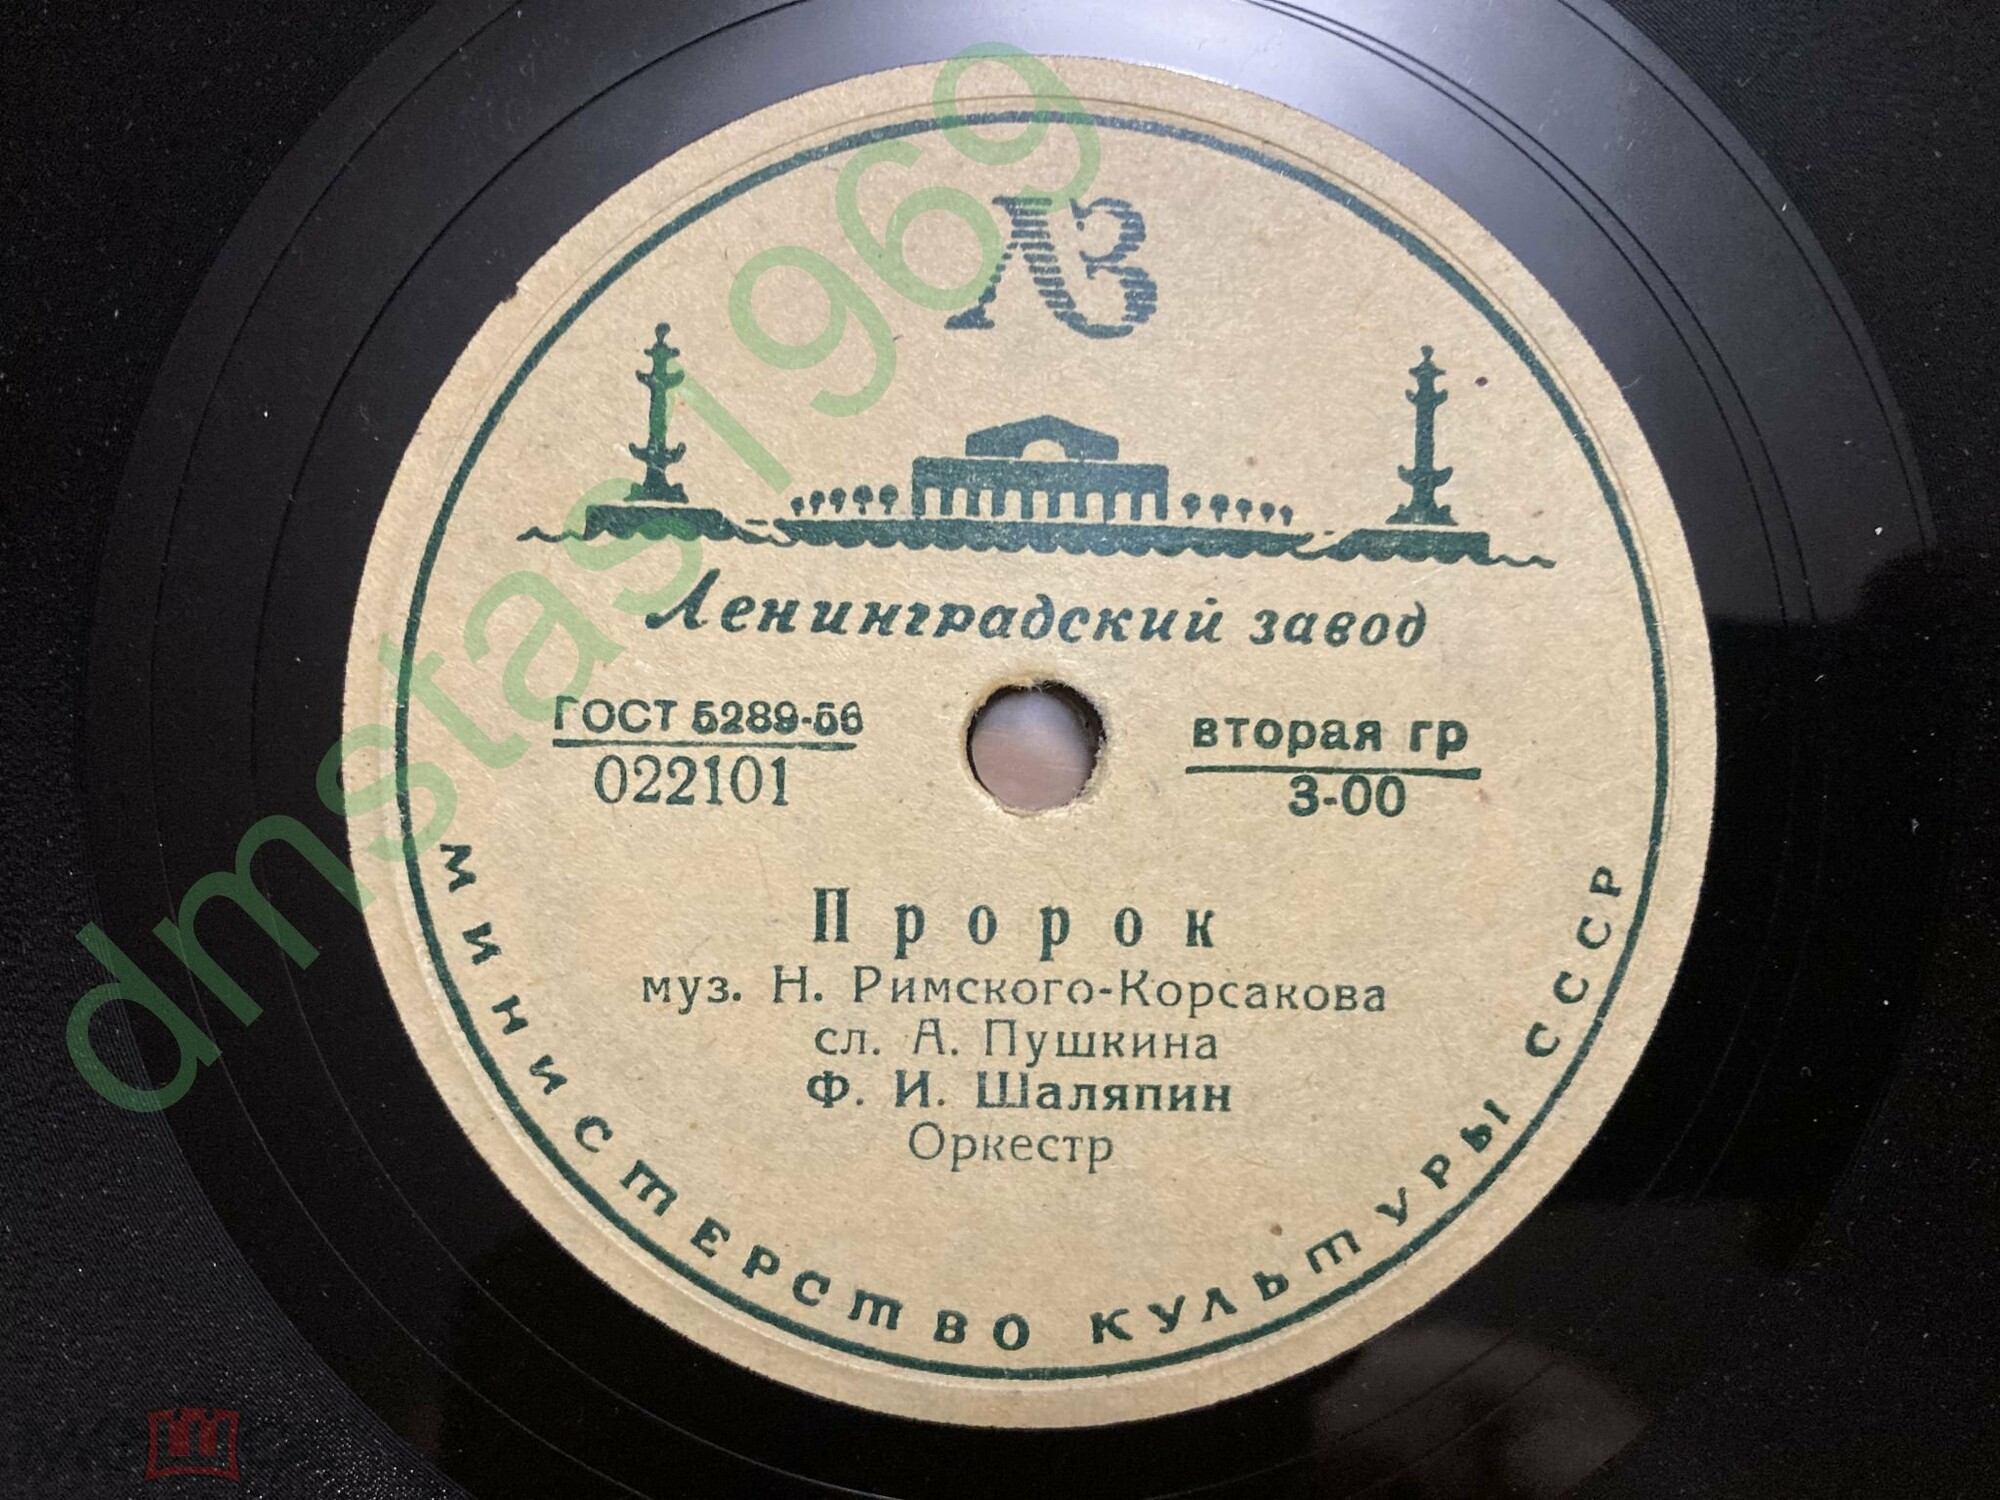 ЛЗ
Ленинградский завод
ГОСТ 5289-56
022101
вторая гр
3-00
Пророк
муз. Н. Римского-Корсакова
сл. А. Пушкина
Ф. И. Шаляпин
Оркестр
МИНИСТЕРСТВО КУЛЬТУРЫ СССР
dmstas1969